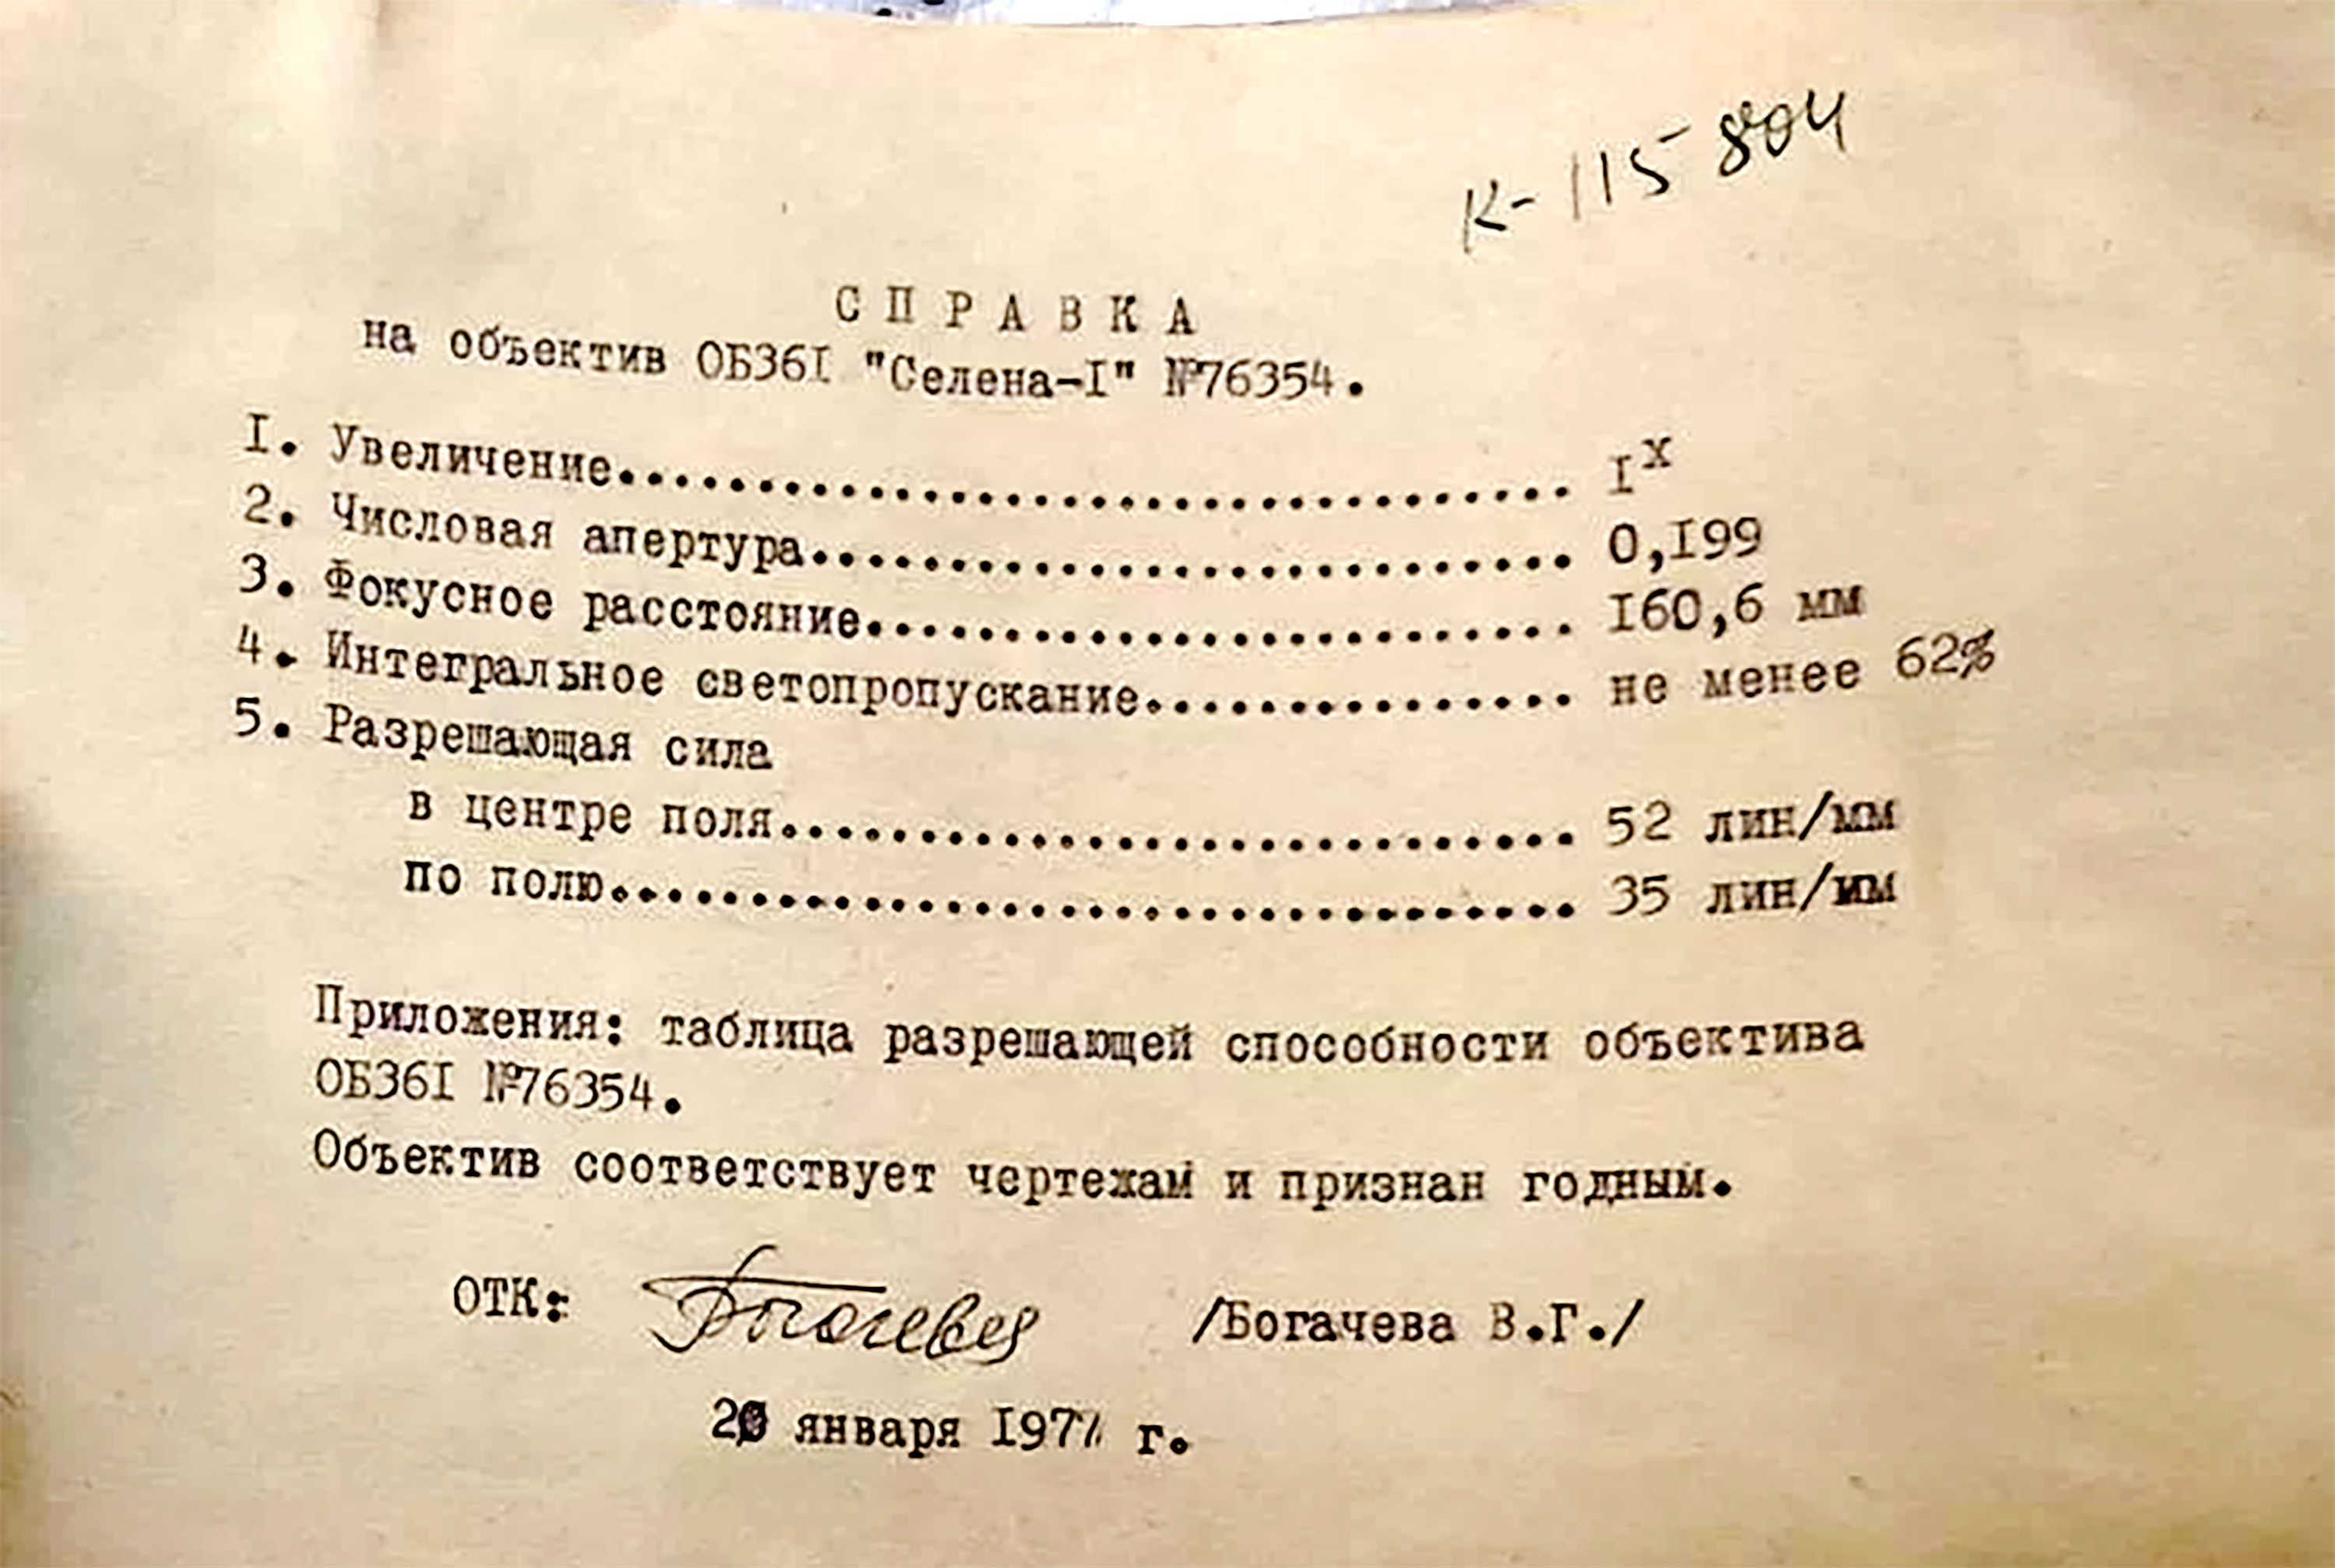 К-115 804
СПРАВКА
на объектив ОБ361 "Селена-I" №76354.
I. Увеличение.................................. I^x
2. Числовая апертура............................ 0,199
3. Фокусное расстояние.......................... 160,6 мм
4. Интегральное светопропускание................ не менее 62%
5. Разрешающая сила
в центре поля............................. 52 лин/мм
по полю................................... 35 лин/мм
Приложения: таблица разрешающей способности объектива
ОБ361 №76354.
Объектив соответствует чертежам и признан годным.
ОТК: Богачева /Богачева В.Г./
января г.